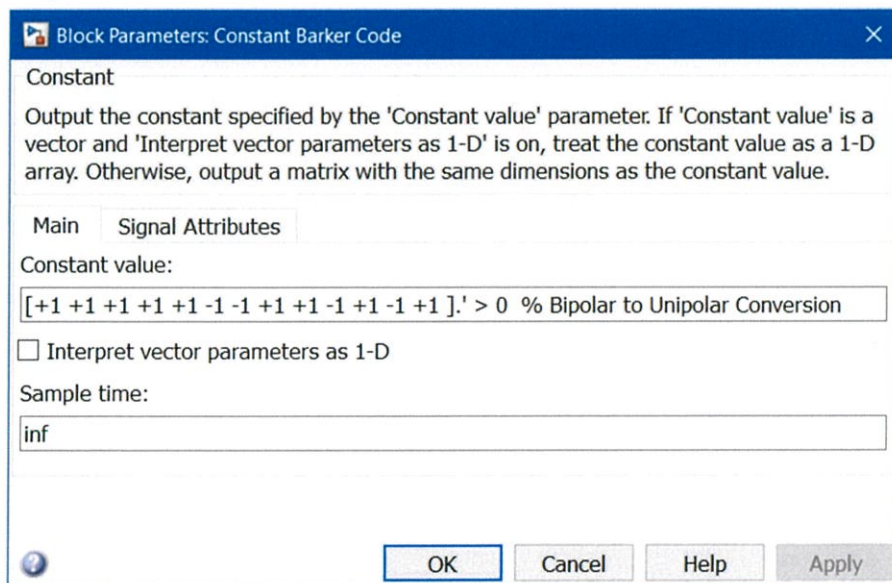 Block Parameters: Constant Barker Code
Constant
Output the constant specified by the 'Constant value' parameter. If 'Constant value' is a
vector and 'Interpret vector parameters as 1-D' is on, treat the constant value as a 1-D
array. Otherwise, output a matrix with the same dimensions as the constant value.
Main Signal Attributes
Constant value:
[+1 +1 +1 +1 +1 -1 -1 +1 +1 -1 +1 -1 +1 ].' > 0 % Bipolar to Unipolar Conversion
Interpret vector parameters as 1-D
Sample time:
inf
OK Cancel Help Apply